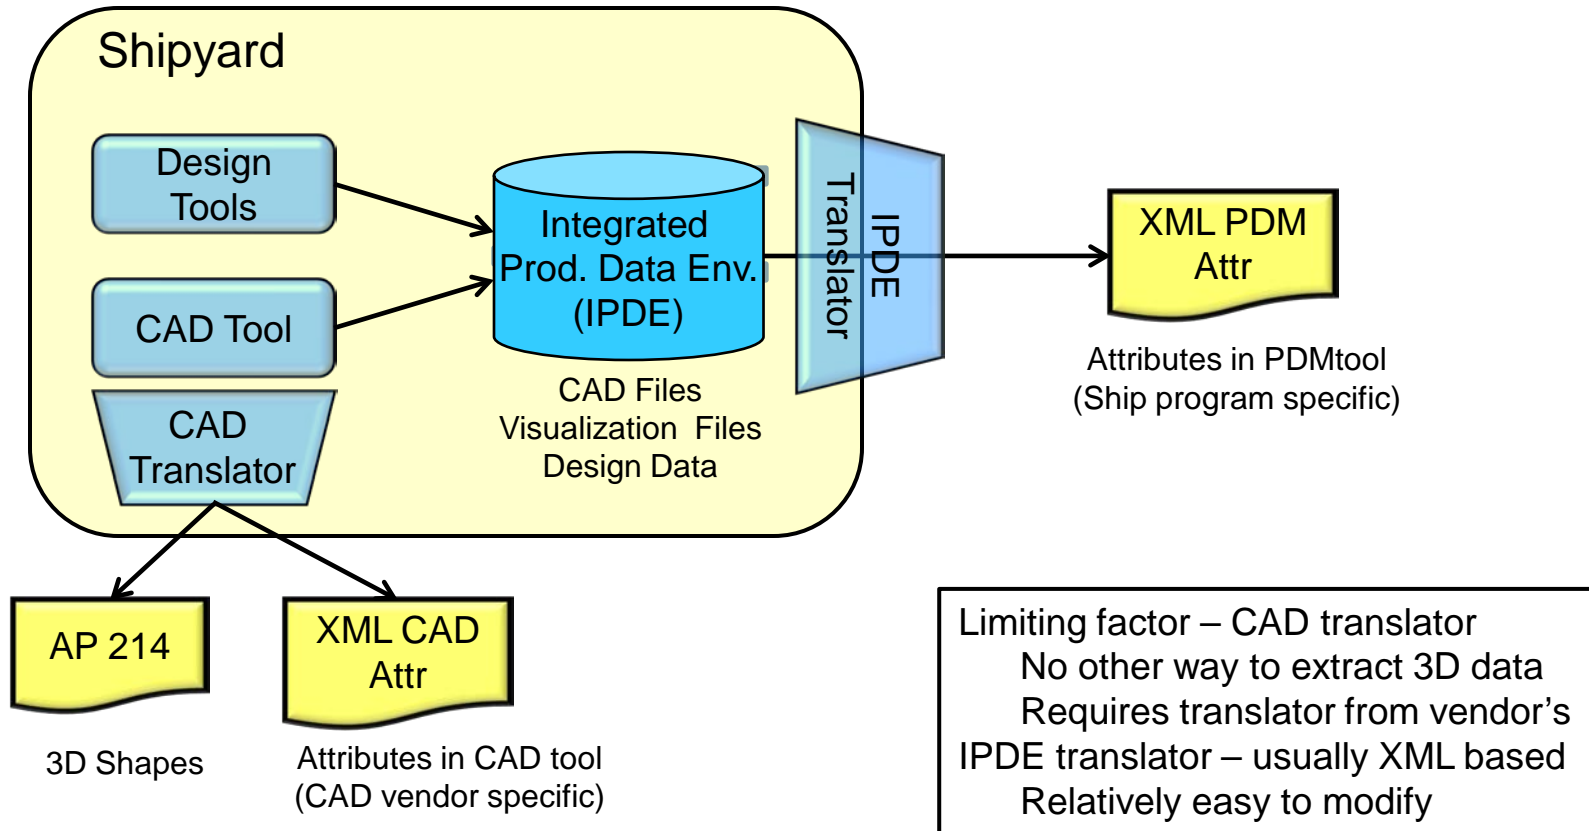 Shipyard
Design
Tools
CAD Tool
CAD
Translator
Integrated
Prod. Data Env.
(IPDE)
CAD Files
Visualization Files
Design Data
IPDE
Translator
XML PDM
Attr
Attributes in PDMtool
(Ship program specific)
AP 214
3D Shapes
XML CAD
Attr
Attributes in CAD tool
(CAD vendor specific)
Limiting factor – CAD translator
No other way to extract 3D data
Requires translator from vendor’s
IPDE translator – usually XML based
Relatively easy to modify